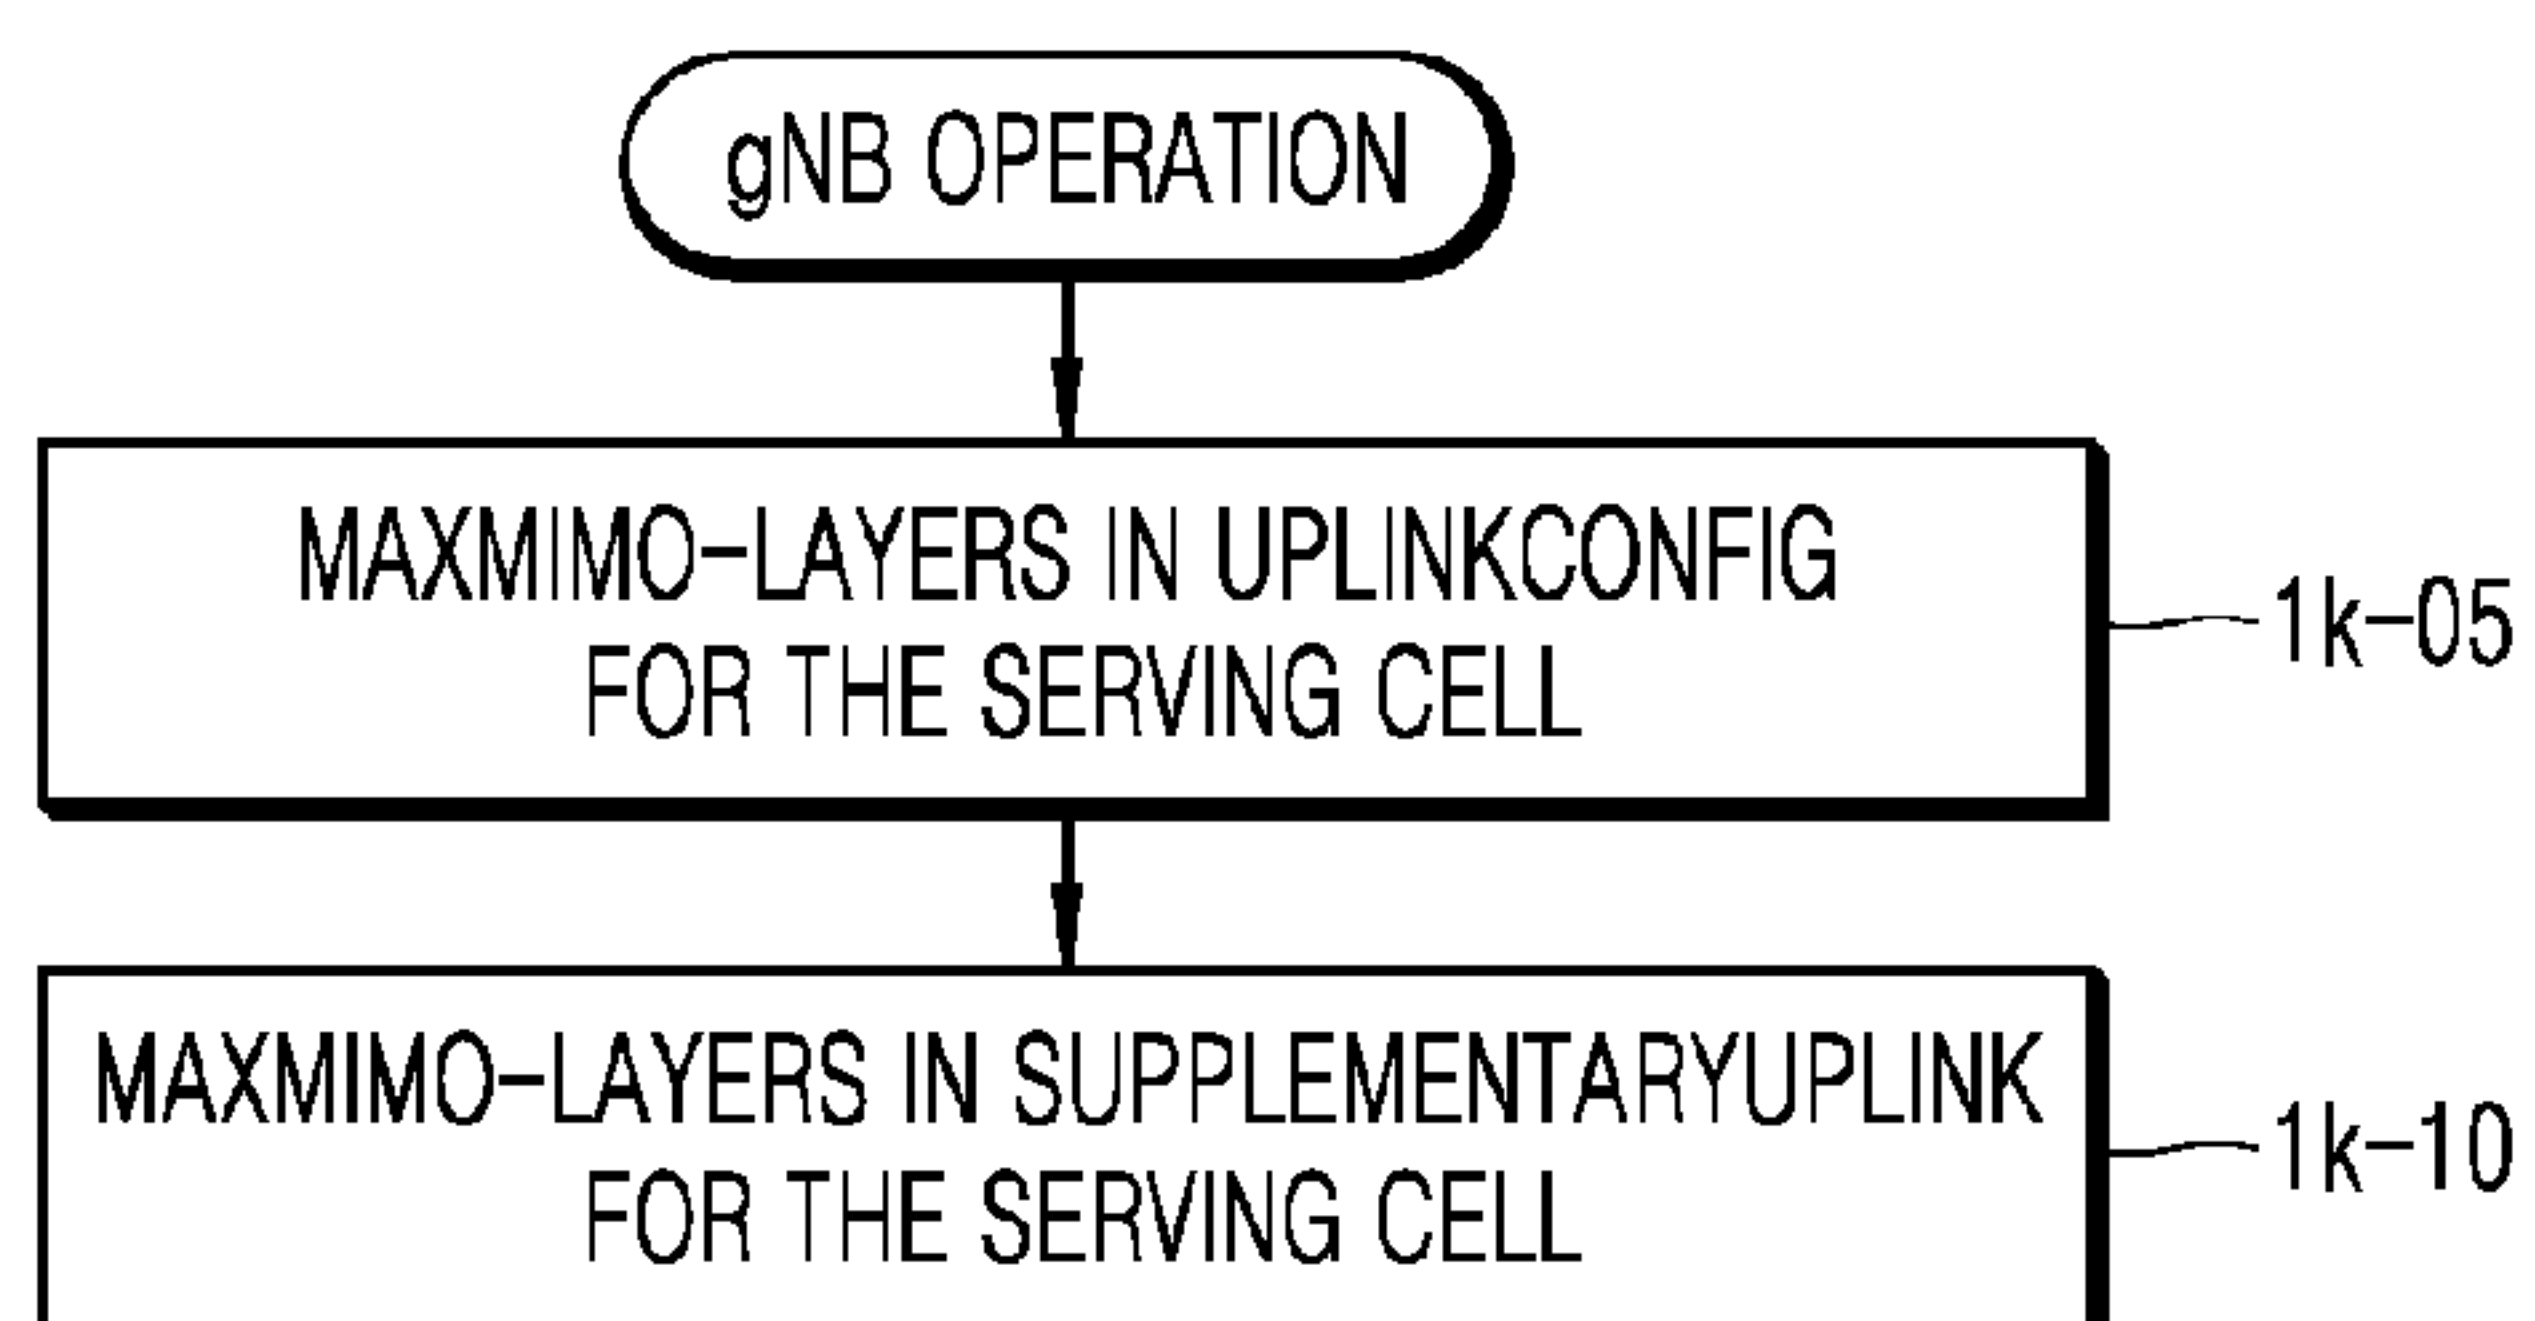 gNB OPERATION
MAXMIMO-LAYERS IN UPLINKCONFIG
FOR THE SERVING CELL
1k-05
MAXMIMO-LAYERS IN SUPPLEMENTARYUPLINK
FOR THE SERVING CELL
1k-10